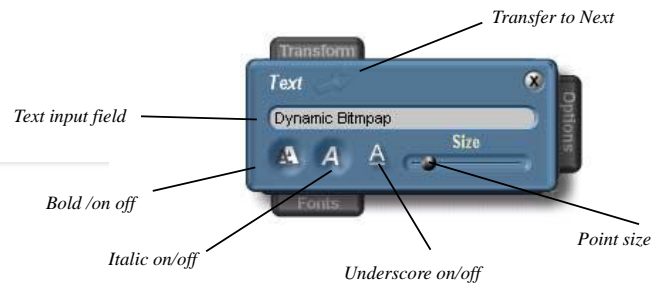 Transfer to Next
Transform
Text
X
Text input field
Dynamic Bitmpap
Options
Size
A A A
Bold /on off
Fonts
Italic on/off
Point size
Underscore on/off